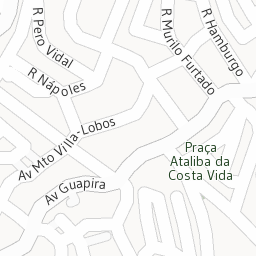 R Pero Vidal
R Nápoles
R Murilo Furtado
R Hamburgo
Av Mto Villa-Lobos
Praça
Ataliba da
Costa Vida
Av Guapira